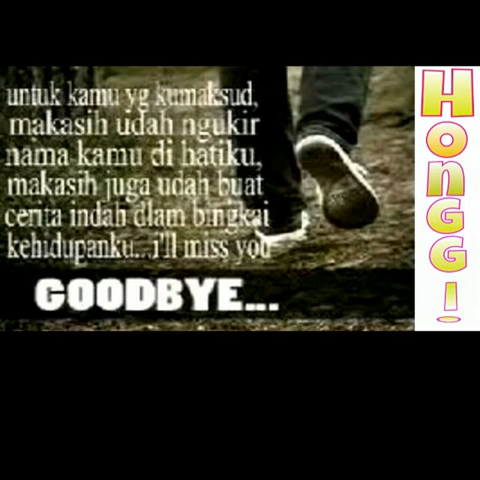 untuk kamu yg kumaksud,
makasih udah ngukir
nama kamu di hatiku,
makasih juga udah buat
cerita indah dlam bingkai
kehidupanku...i'll miss you
GOODBYE...
HonGGI